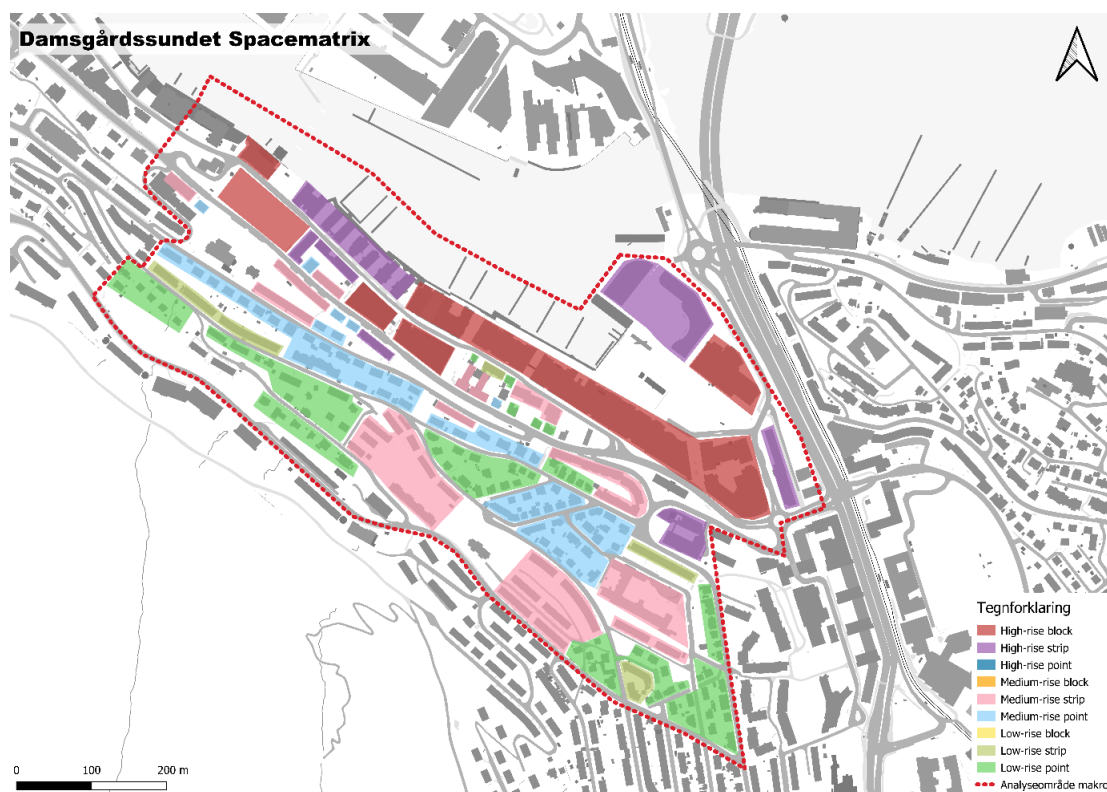 Damsgårdssundet Spacematrix
Tegnforklaring
High-rise block
High-rise strip
High-rise point
Medium-rise block
Medium-rise strip
Medium-rise point
Low-rise block
Low-rise strip
Low-rise point
Analyseområde makro
0 100 200 m